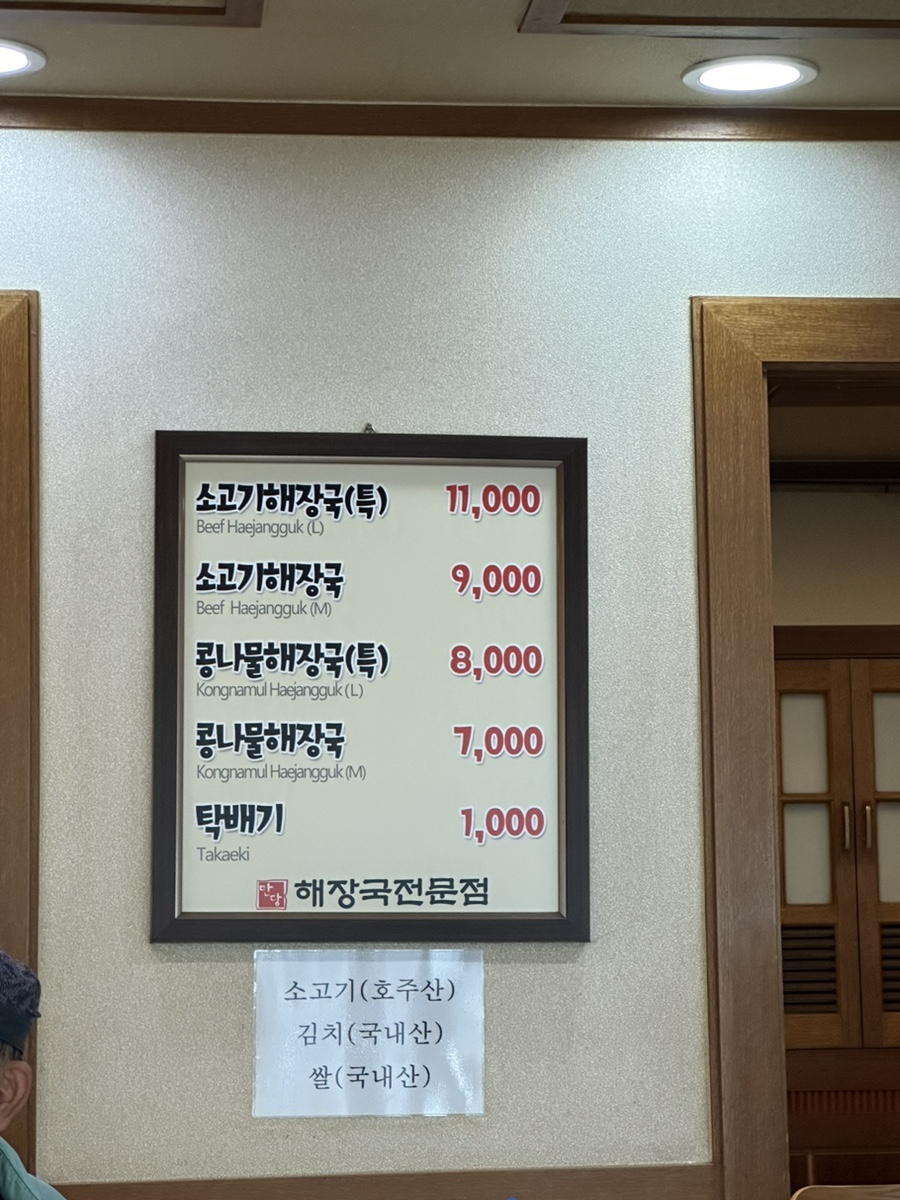 소고기해장국(특) 11,000
Beef Haejangguk (L)
소고기해장국 9,000
Beef Haejangguk (M)
콩나물해장국(특) 8,000
Kongnamul Haejangguk ( L )
콩나물해장국 7,000
Kongnamul Haejangguk (M)
탁배기 1,000
Takaeki
만당 해장국전문점
소고기(호주산)
김치(국내산)
쌀(국내산)